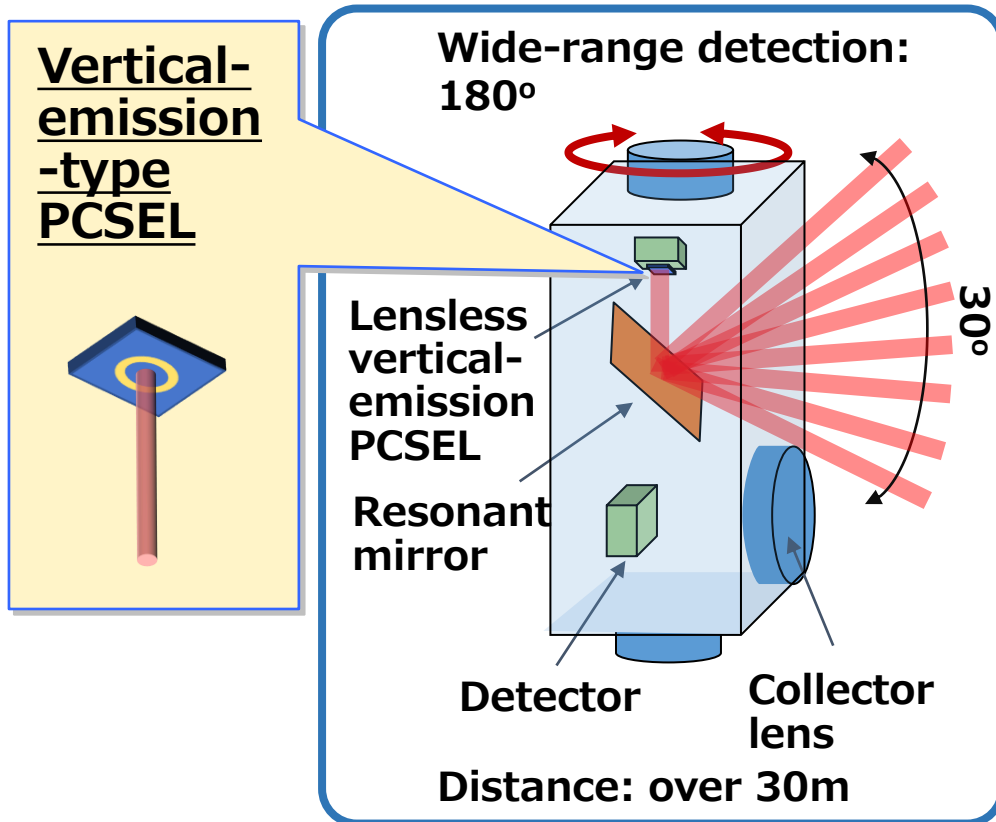 Vertical-
emission
-type
PCSEL
Wide-range detection:
180º
30º
Lensless
vertical-
emission
PCSEL
Resonant
mirror
Detector
Collector
lens
Distance: over 30m